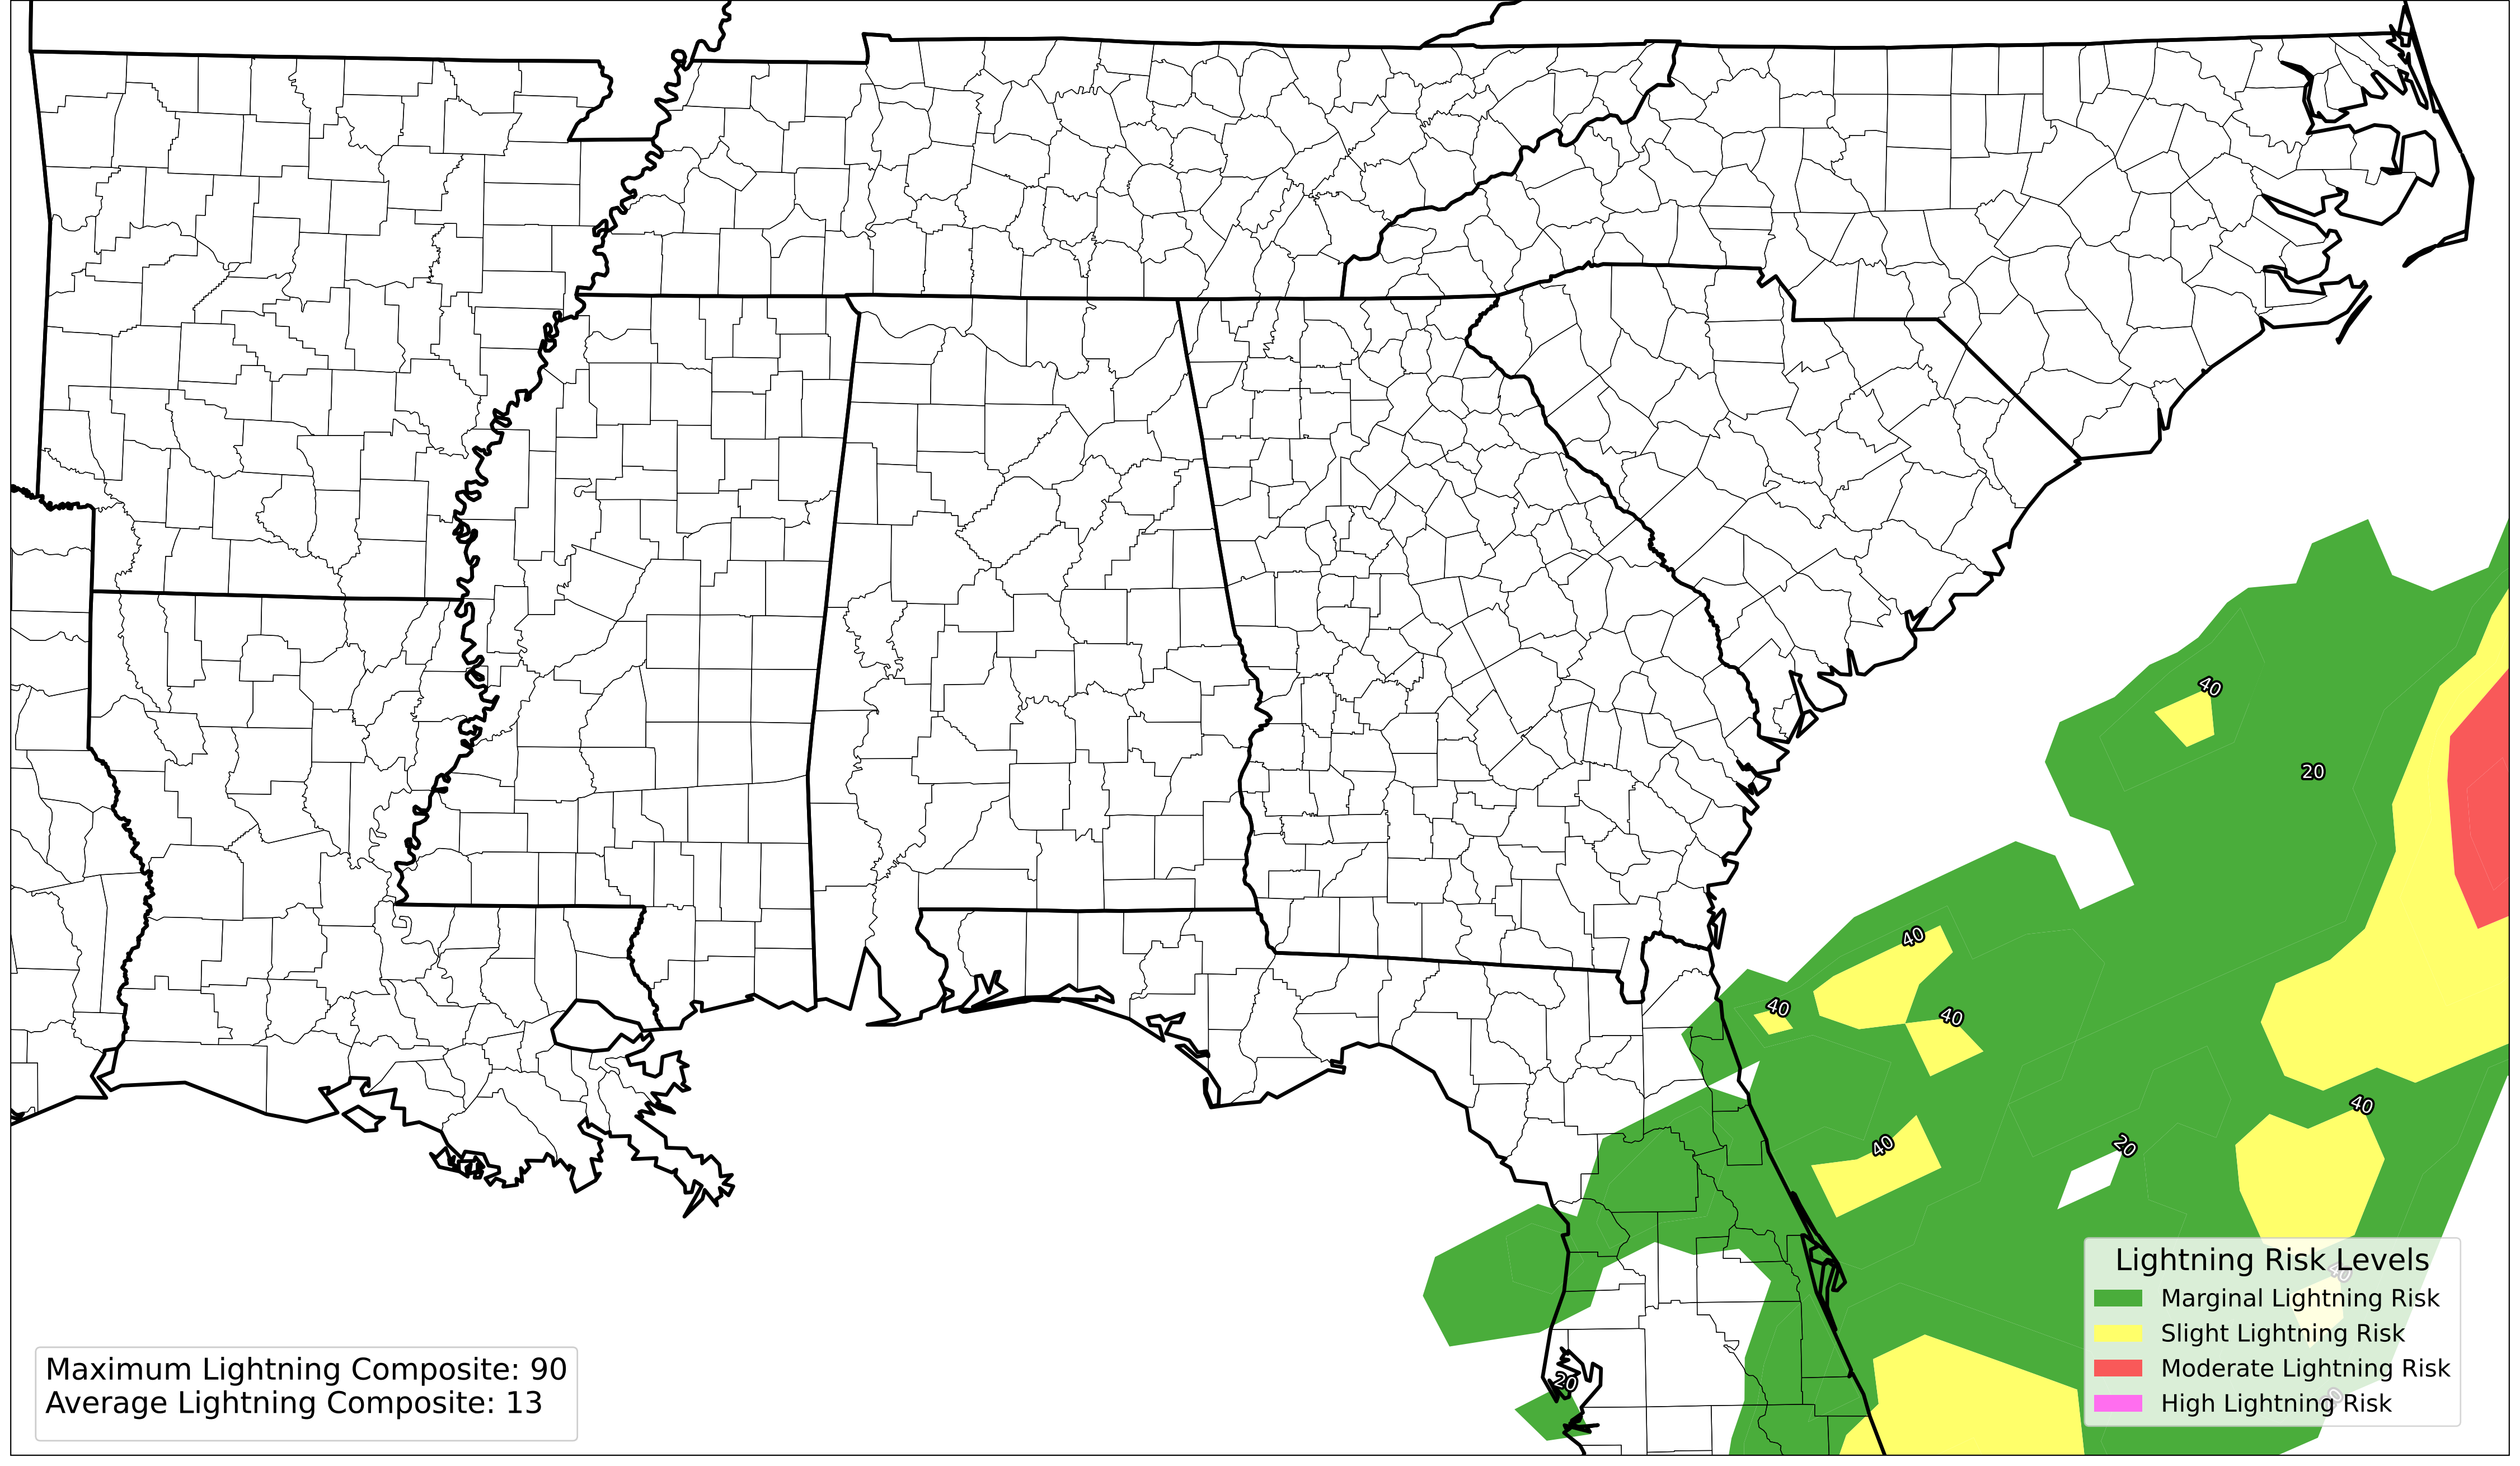 40
20
40
40
40
40
40
20
Lightning Risk Levels
40
Marginal Lightning Risk
Slight Lightning Risk
Moderate Lightning Risk
High Lightning Risk
20
Maximum Lightning Composite: 90
Average Lightning Composite: 13